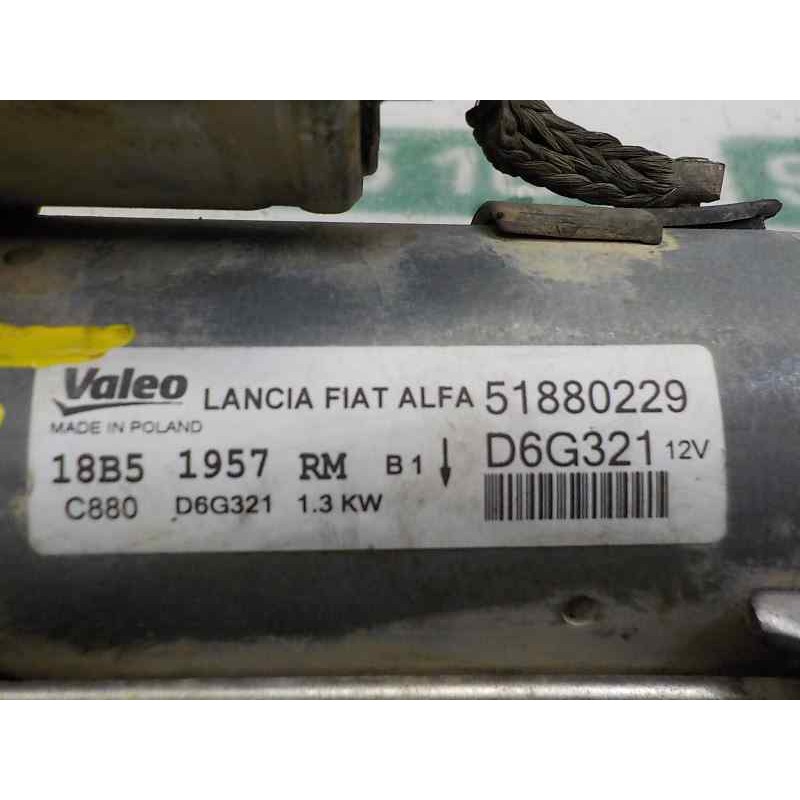 Valeo LANCIA FIAT ALFA 51880229
MADE IN POLAND
18B5 1957 RM B1 ↓ D6G321 12V
C880 D6G321 1.3 KW